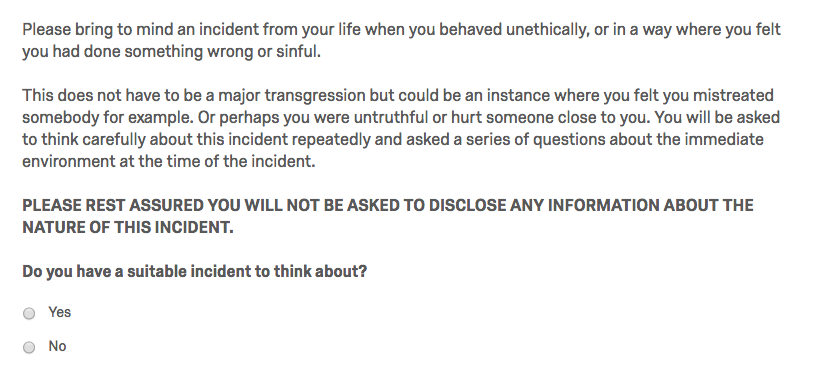 Please bring to mind an incident from your life when you behaved unethically, or in a way where you felt
you had done something wrong or sinful.
This does not have to be a major transgression but could be an instance where you felt you mistreated
somebody for example. Or perhaps you were untruthful or hurt someone close to you. You will be asked
to think carefully about this incident repeatedly and asked a series of questions about the immediate
environment at the time of the incident.
PLEASE REST ASSURED YOU WILL NOT BE ASKED TO DISCLOSE ANY INFORMATION ABOUT THE
NATURE OF THIS INCIDENT.
Do you have a suitable incident to think about?
Yes
No